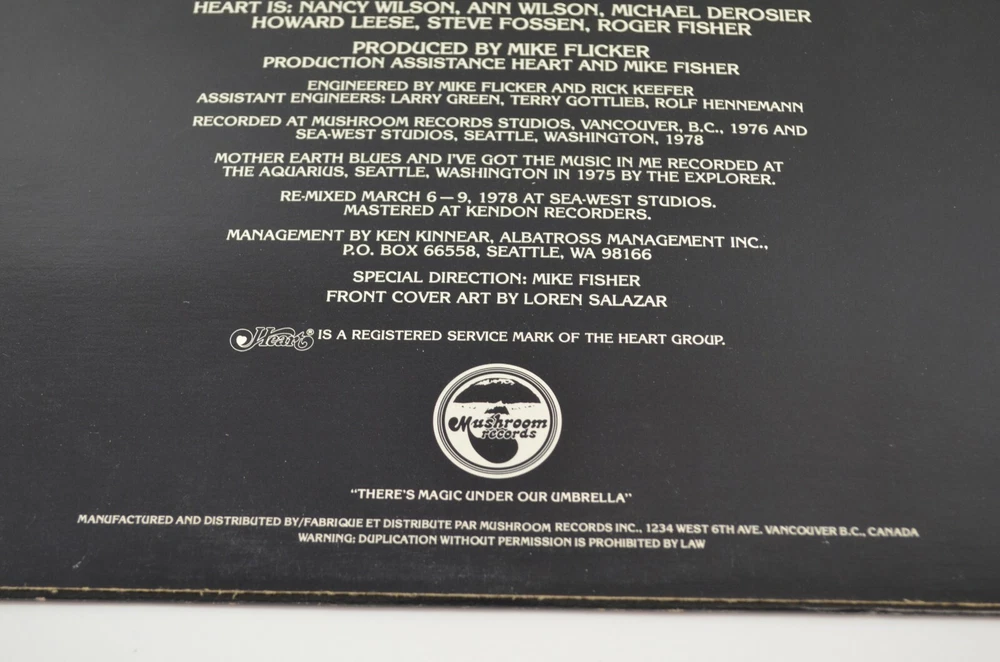 HEART IS: NANCY WILSON, ANN WILSON, MICHAEL DEROSIER
HOWARD LEESE, STEVE FOSSEN, ROGER FISHER
PRODUCED BY MIKE FLICKER
PRODUCTION ASSISTANCE HEART AND MIKE FISHER
ENGINEERED BY MIKE FLICKER AND RICK KEEFER
ASSISTANT ENGINEERS: LARRY GREEN, TERRY GOTTLIEB, ROLF HENNEMANN
RECORDED AT MUSHROOM RECORDS STUDIOS, VANCOUVER, B.C., 1976 AND
SEA-WEST STUDIOS, SEATTLE, WASHINGTON, 1978
MOTHER EARTH BLUES AND I'VE GOT THE MUSIC IN ME RECORDED AT
THE AQUARIUS, SEATTLE, WASHINGTON IN 1975 BY THE EXPLORER.
RE-MIXED MARCH 6 – 9, 1978 AT SEA-WEST STUDIOS.
MASTERED AT KENDON RECORDERS.
MANAGEMENT BY KEN KINNEAR, ALBATROSS MANAGEMENT INC.,
P.O. BOX 66558, SEATTLE, WA 98166
SPECIAL DIRECTION: MIKE FISHER
FRONT COVER ART BY LOREN SALAZAR
Heart® IS A REGISTERED SERVICE MARK OF THE HEART GROUP.
Mushroom
records
"THERE'S MAGIC UNDER OUR UMBRELLA"
MANUFACTURED AND DISTRIBUTED BY/FABRIQUE ET DISTRIBUTE PAR MUSHROOM RECORDS INC., 1234 WEST 6TH AVE. VANCOUVER B.C., CANADA
WARNING: DUPLICATION WITHOUT PERMISSION IS PROHIBITED BY LAW